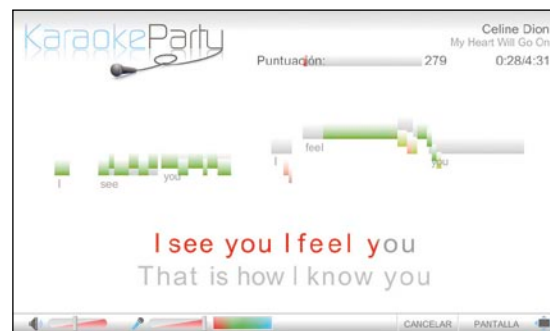 KaraokeParty
Celine Dion
My Heart Will Go On
Puntuación: 279 0:28/4:31
I see you I feel you
I see you I feel you
That is how I know you
CANCELAR PANTALLA